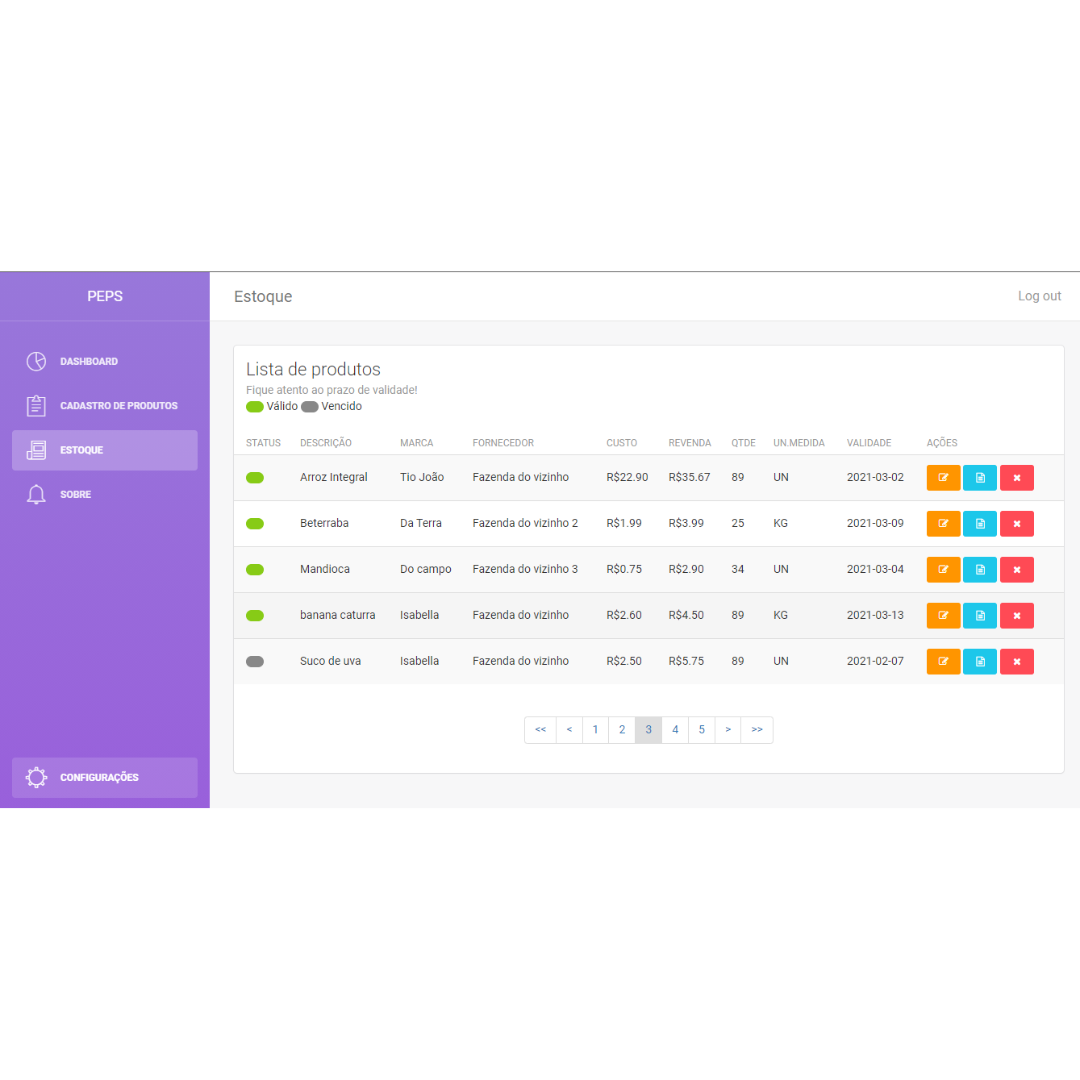 PEPS
Estoque
Log out
DASHBOARD
CADASTRO DE PRODUTOS
ESTOQUE
SOBRE
CONFIGURAÇÕES
Lista de produtos
Fique atento ao prazo de validade!
Válido Vencido
STATUS DESCRIÇÃO MARCA FORNECEDOR CUSTO REVENDA QTDE UN.MEDIDA VALIDADE AÇÕES
Arroz Integral Tio João Fazenda do vizinho R$22.90 R$35.67 89 UN 2021-03-02
Beterraba Da Terra Fazenda do vizinho 2 R$1.99 R$3.99 25 KG 2021-03-09
Mandioca Do campo Fazenda do vizinho 3 R$0.75 R$2.90 34 UN 2021-03-04
banana caturra Isabella Fazenda do vizinho R$2.60 R$4.50 89 KG 2021-03-13
Suco de uva Isabella Fazenda do vizinho R$2.50 R$5.75 89 UN 2021-02-07
<< < 1 2 3 4 5 > >>